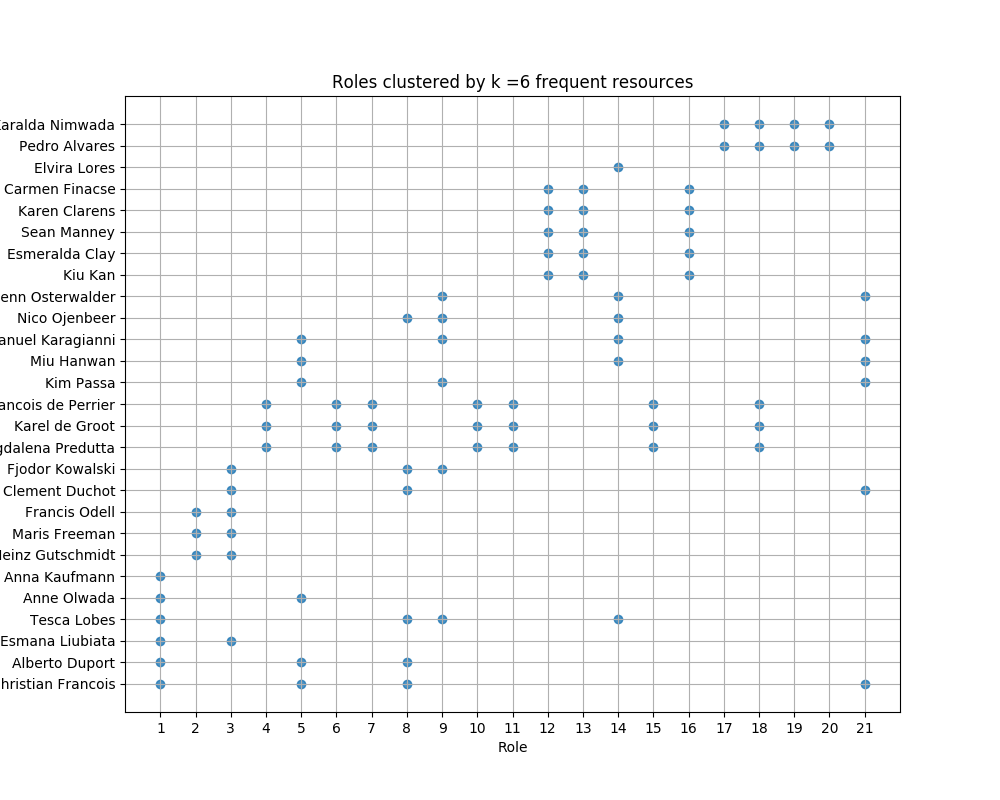 Roles clustered by k =6 frequent resources
Karalda Nimwada
Pedro Alvares
Elvira Lores
Carmen Finacse
Karen Clarens
Sean Manney
Esmeralda Clay
Kiu Kan
enn Osterwalder
Nico Ojenbeer
anuel Karagianni
Miu Hanwan
Kim Passa
ancois de Perrier
Karel de Groot
gdalena Predutta
Fjodor Kowalski
Clement Duchot
Francis Odell
Maris Freeman
Heinz Gutschmidt
Anna Kaufmann
Anne Olwada
Tesca Lobes
Esmana Liubiata
Alberto Duport
hristian Francois
1 2 3 4 5 6 7 8 9 10 11 12 13 14 15 16 17 18 19 20 21
Role